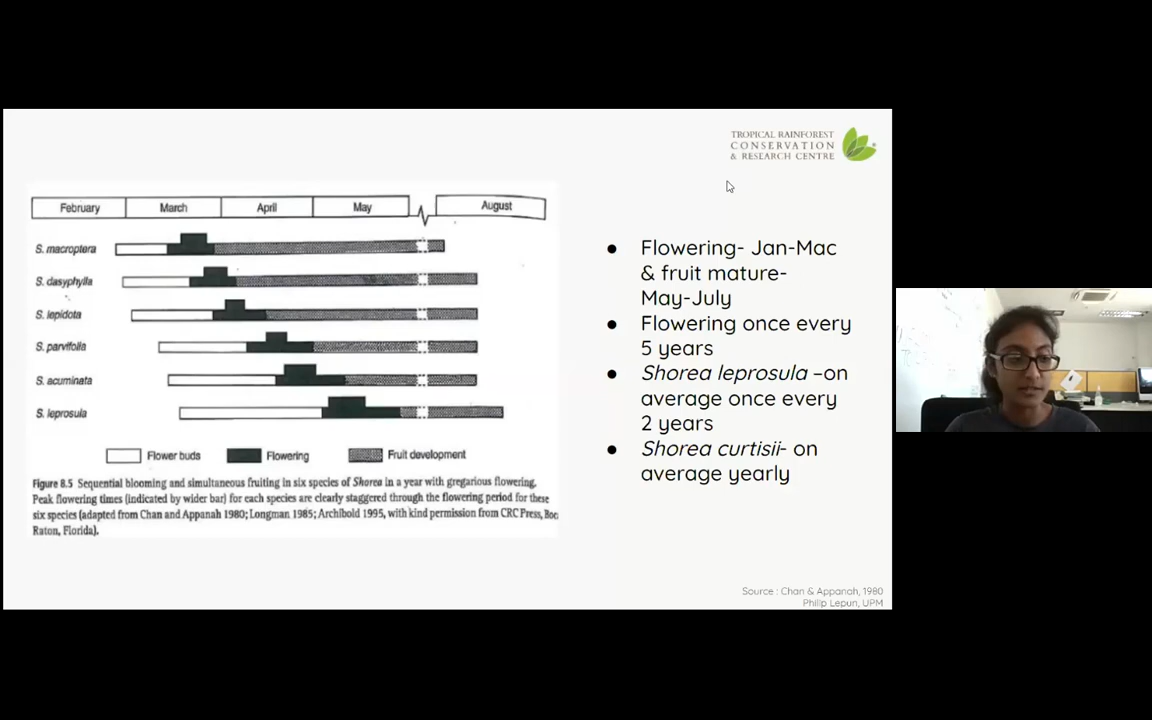 TROPICAL RAINFOREST
CONSERVATION
& RESEARCH CENTRE
February March April May August
S. macroptera
S. dasyphylla
S. lepidota
S. parvifolia
S. acuminata
S. leprosula
Flower buds Flowering Fruit development
Figure 8.5 Sequential blooming and simultaneous fruiting in six species of Shorea in a year with gregarious flowering.
Peak flowering times (indicated by wider bar) for each species are clearly staggered through the flowering period for these
six species (adapted from Chan and Appanah 1980; Longman 1985; Archibold 1995, with kind permission from CRC Press, Boc
Raton, Florida).
● Flowering- Jan-Mac
& fruit mature-
May-July
● Flowering once every
5 years
● Shorea leprosula –on
average once every
2 years
● Shorea curtisii- on
average yearly
Source : Chan & Appanah, 1980
Philip Lepun, UPM